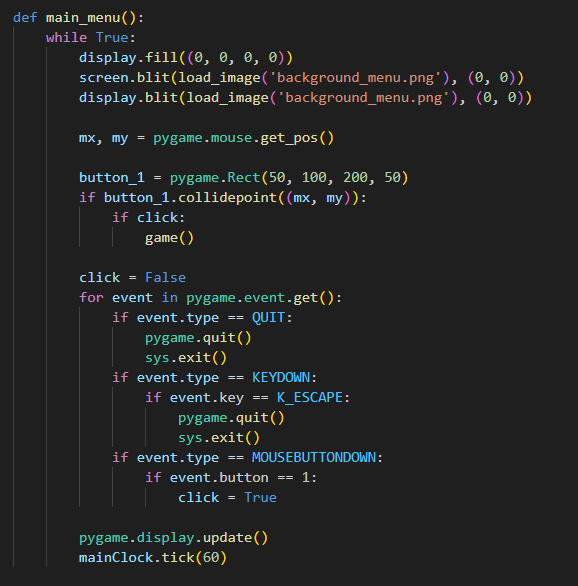 def main_menu():
    while True:
        display.fill((0, 0, 0, 0))
        screen.blit(load_image('background_menu.png'), (0, 0))
        display.blit(load_image('background_menu.png'), (0, 0))

        mx, my = pygame.mouse.get_pos()

        button_1 = pygame.Rect(50, 100, 200, 50)
        if button_1.collidepoint((mx, my)):
            if click:
                game()

        click = False
        for event in pygame.event.get():
            if event.type == QUIT:
                pygame.quit()
                sys.exit()
            if event.type == KEYDOWN:
                if event.key == K_ESCAPE:
                    pygame.quit()
                    sys.exit()
            if event.type == MOUSEBUTTONDOWN:
                if event.button == 1:
                    click = True

        pygame.display.update()
        mainClock.tick(60)